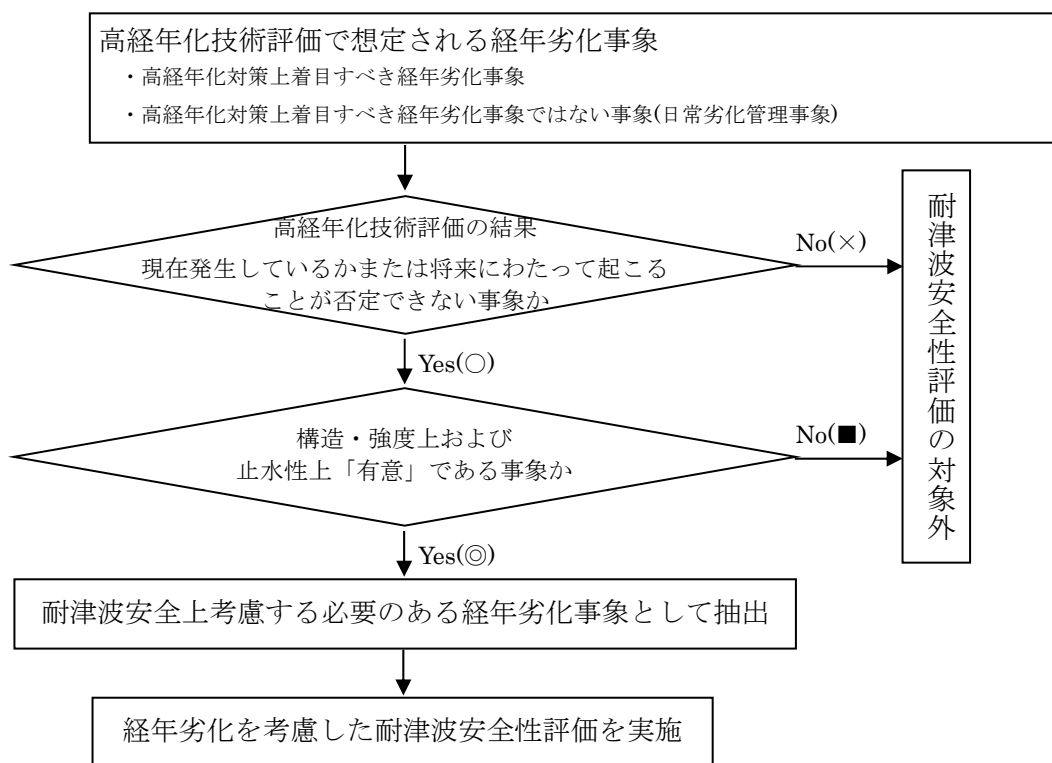 高経年化技術評価で想定される経年劣化事象
・高経年化対策上着目すべき経年劣化事象
・高経年化対策上着目すべき経年劣化事象ではない事象(日常劣化管理事象)
高経年化技術評価の結果
現在発生しているかまたは将来にわたって起こる
ことが否定できない事象か
No(×)
Yes(○)
構造・強度上および
止水性上「有意」である事象か
No(■)
Yes(◎)
耐津波安全性評価の対象外
耐津波安全上考慮する必要のある経年劣化事象として抽出
経年劣化を考慮した耐津波安全性評価を実施